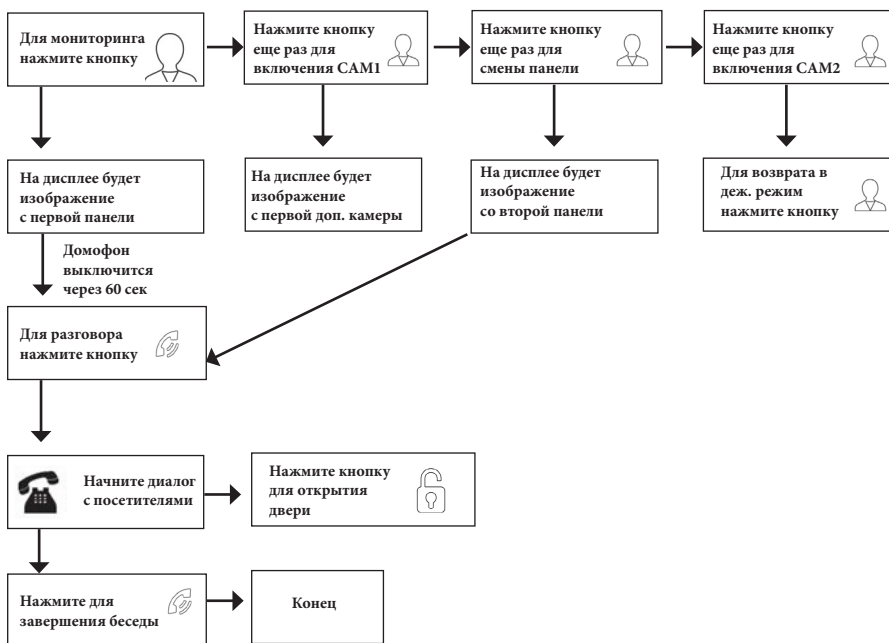 Для мониторинга
нажмите кнопку
Нажмите кнопку
еще раз для
включения CAM1
Нажмите кнопку
еще раз для
смены панели
Нажмите кнопку
еще раз для
включения CAM2
На дисплее будет
изображение
с первой панели
На дисплее будет
изображение
с первой доп. камеры
На дисплее будет
изображение
со второй панели
Для возврата в
деж. режим
нажмите кнопку
Домофон
выключится
через 60 сек
Для разговора
нажмите кнопку
Начните диалог
с посетителями
Нажмите кнопку
для открытия
двери
Нажмите для
завершения беседы
Конец